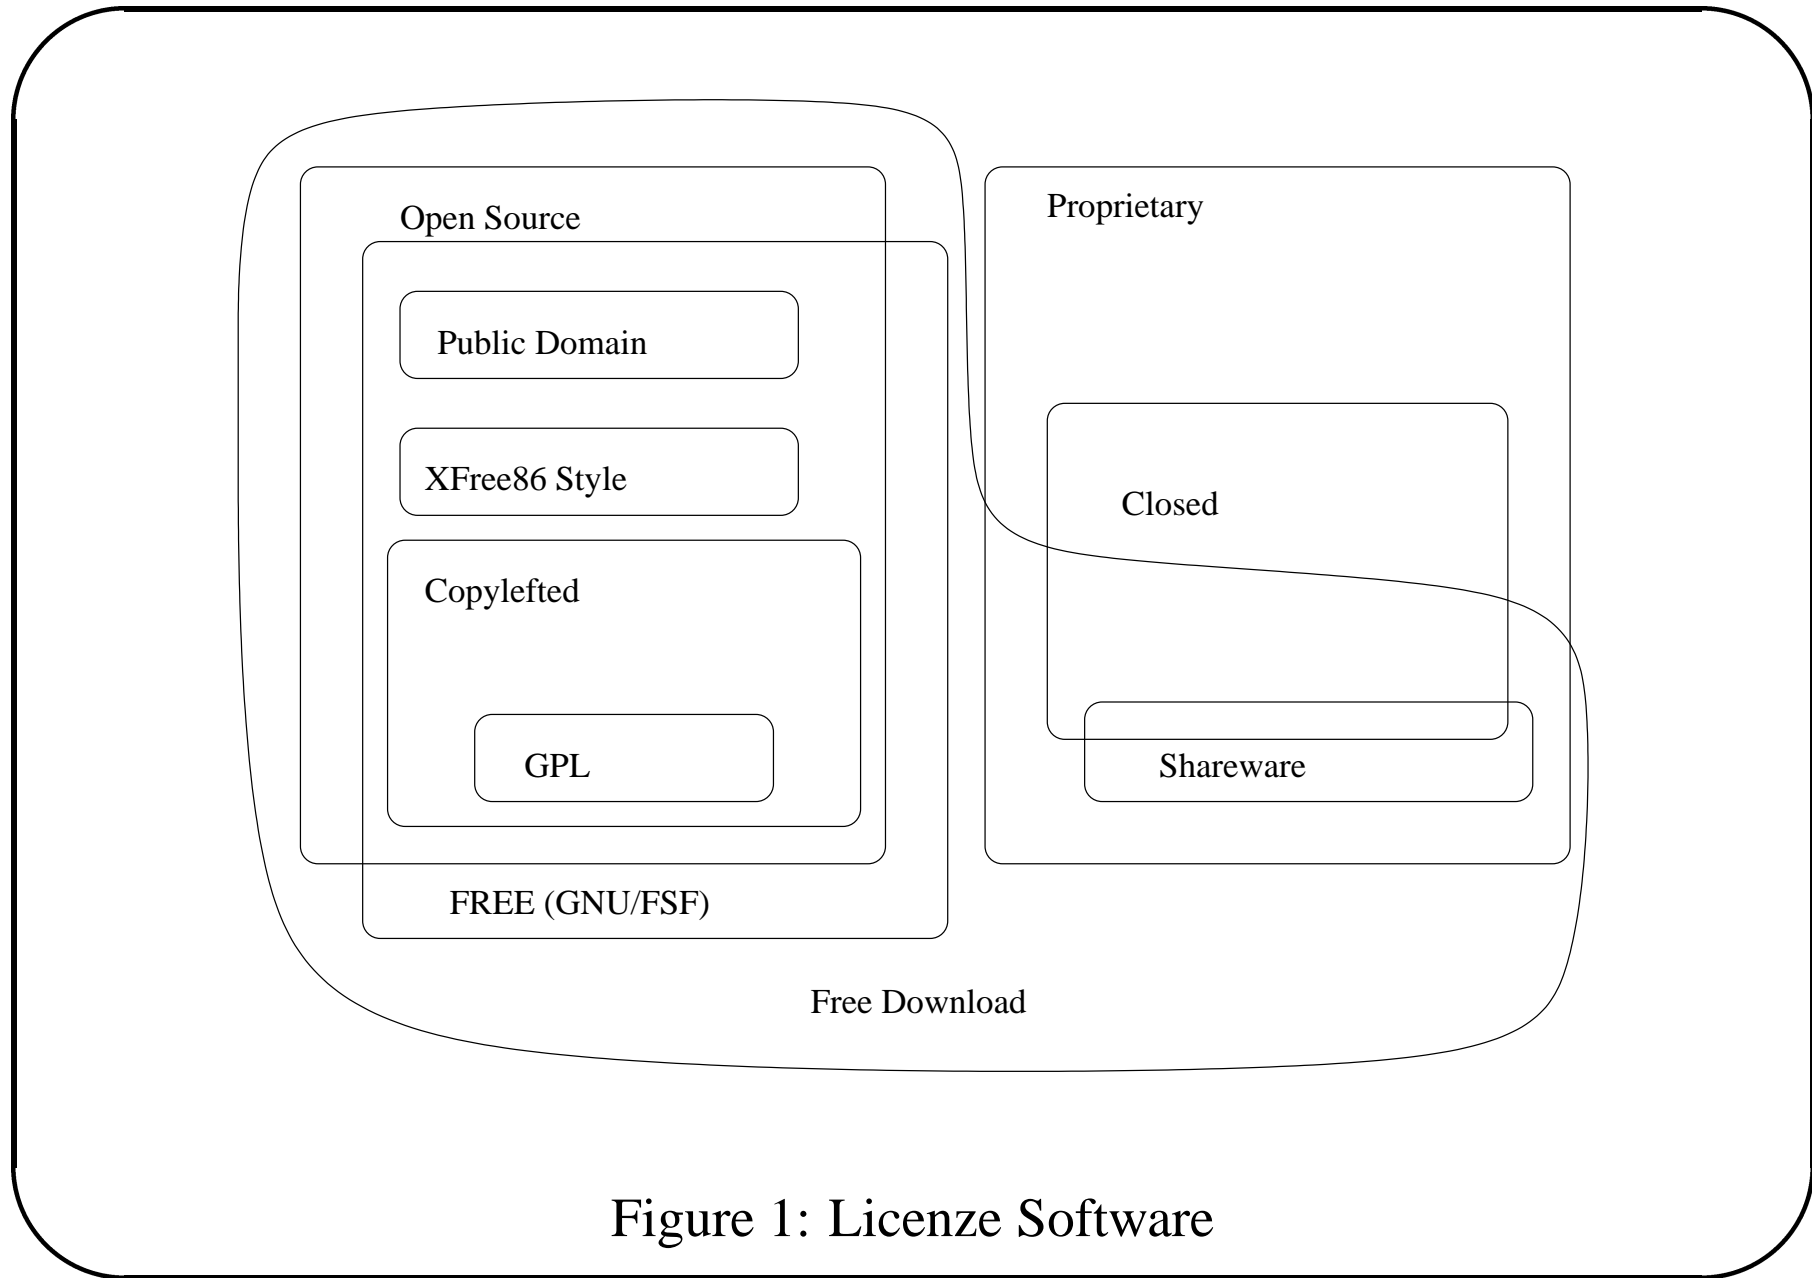 Open Source
Proprietary
Public Domain
XFree86 Style
Closed
Copylefted
GPL
Shareware
FREE (GNU/FSF)
Free Download
Figure 1: Licenze Software